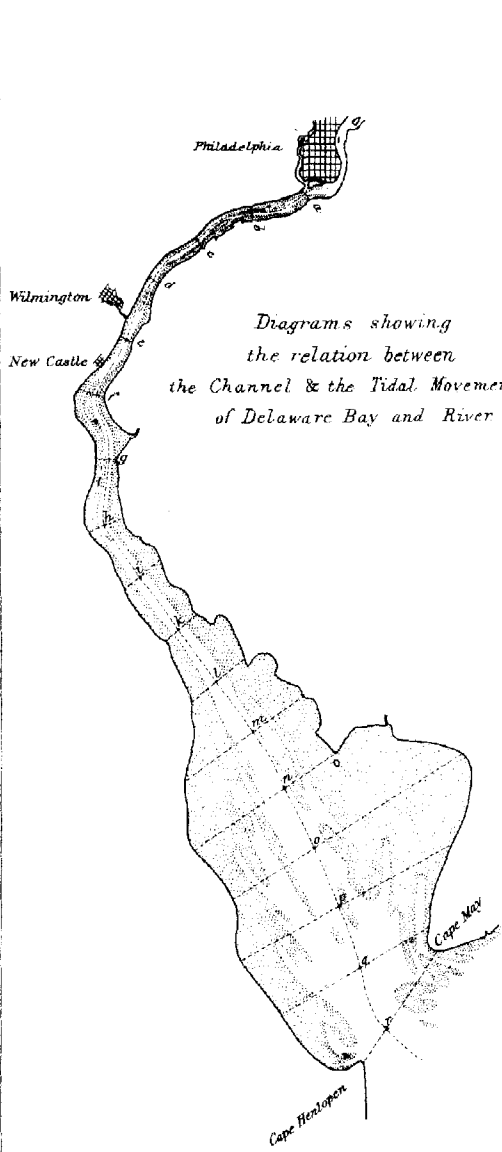 Philadelphia
Wilmington
New Castle
Diagrams showing
the relation between
the Channel & the Tidal Moveme
of Delaware Bay and River
d
e
f
g
h
i
k
l
m
n
o
o
p
q
r
Cape May
Cape Henlopen